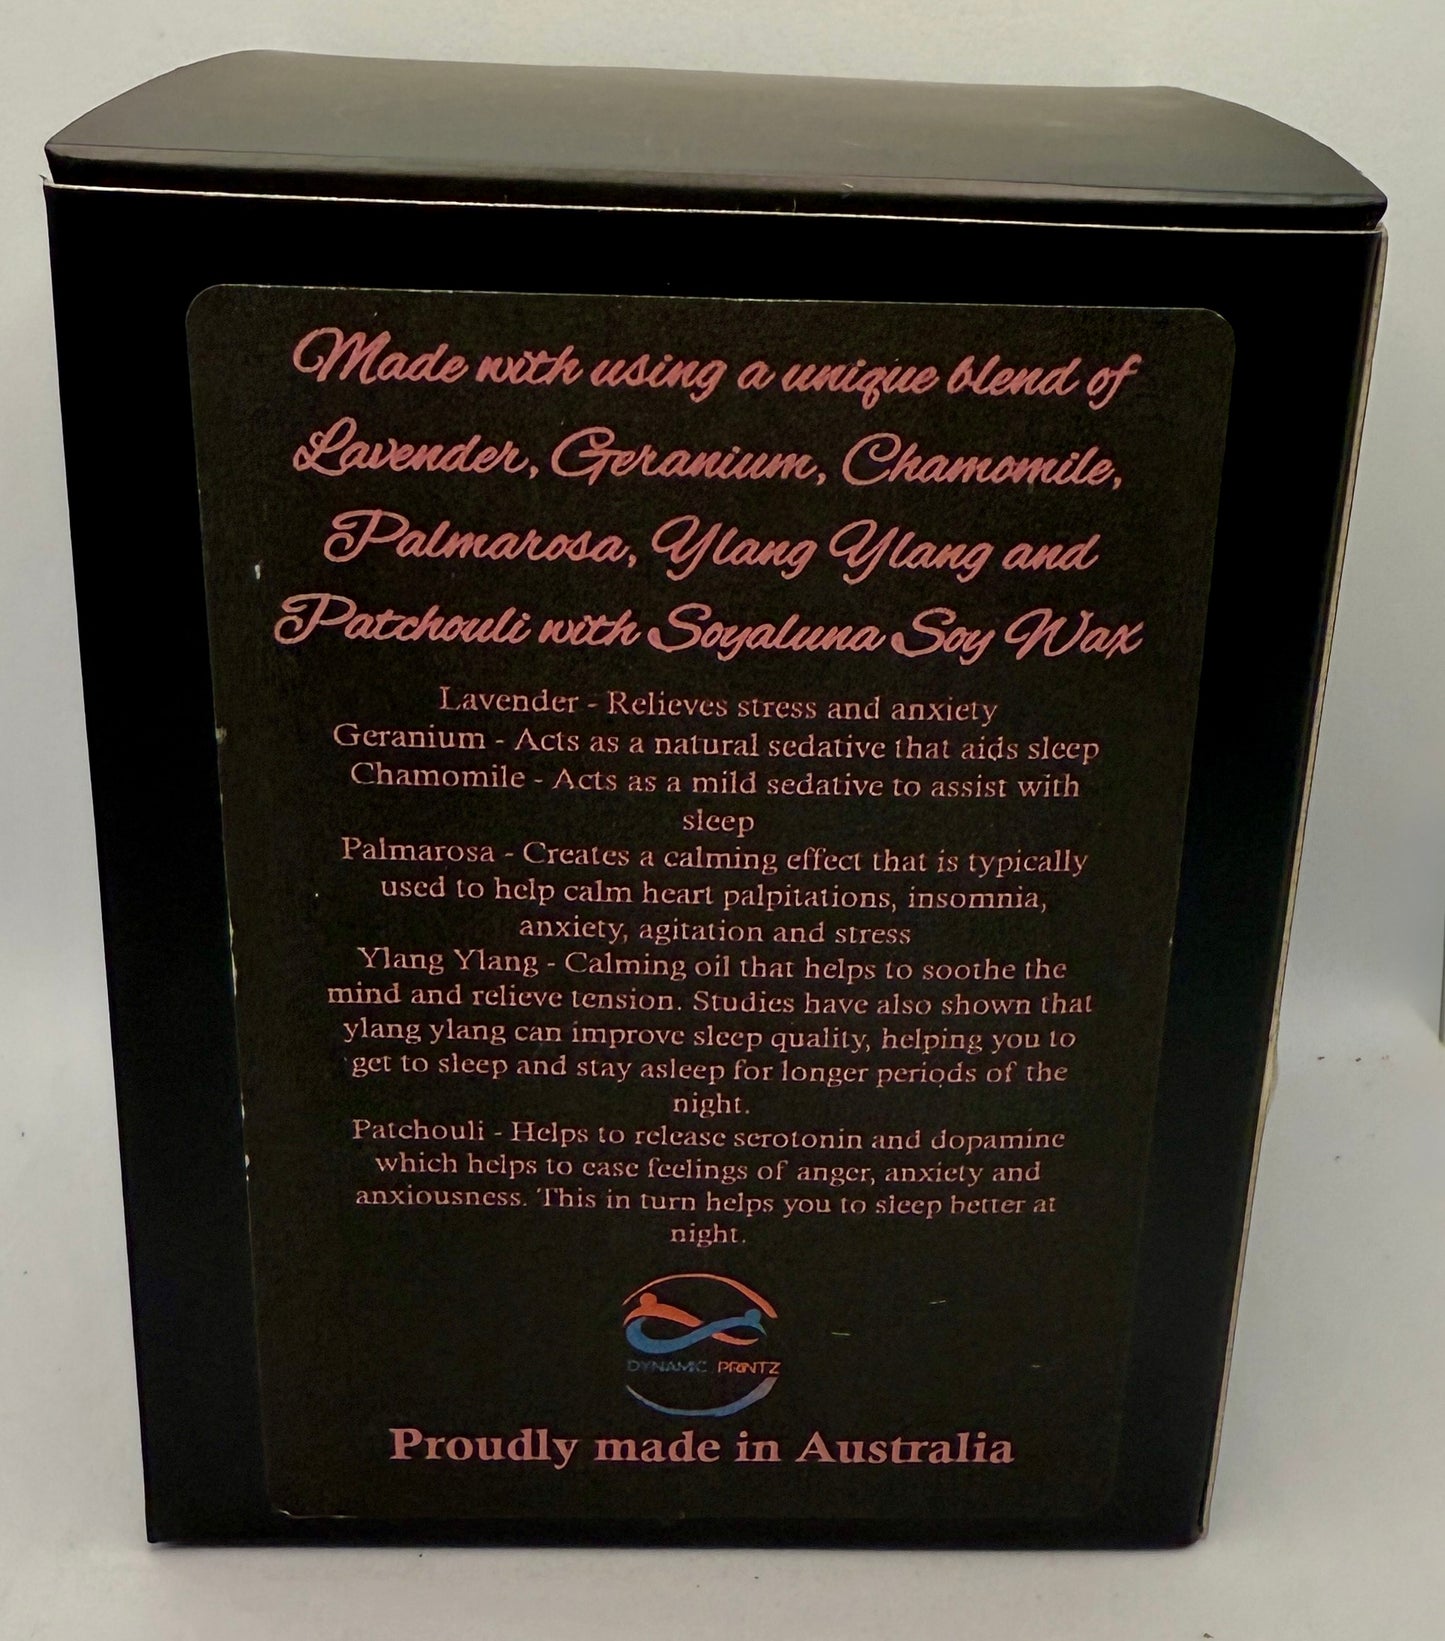 Made with using a unique blend of
Lavender, Geranium, Chamomile,
Palmarosa, Ylang Ylang and
Patchouli with Soyaluna Soy Wax
Lavender - Relieves stress and anxiety
Geranium - Acts as a natural sedative that aids sleep
Chamomile - Acts as a mild sedative to assist with
sleep
Palmarosa - Creates a calming effect that is typically
used to help calm heart palpitations, insomnia,
anxiety, agitation and stress
Ylang Ylang - Calming oil that helps to soothe the
mind and relieve tension. Studies have also shown that
ylang ylang can improve sleep quality, helping you to
get to sleep and stay asleep for longer periods of the
night.
Patchouli - Helps to release serotonin and dopamine
which helps to ease feelings of anger, anxiety and
anxiousness. This in turn helps you to sleep better at
night.
DYNAMIC PRINTZ
Proudly made in Australia